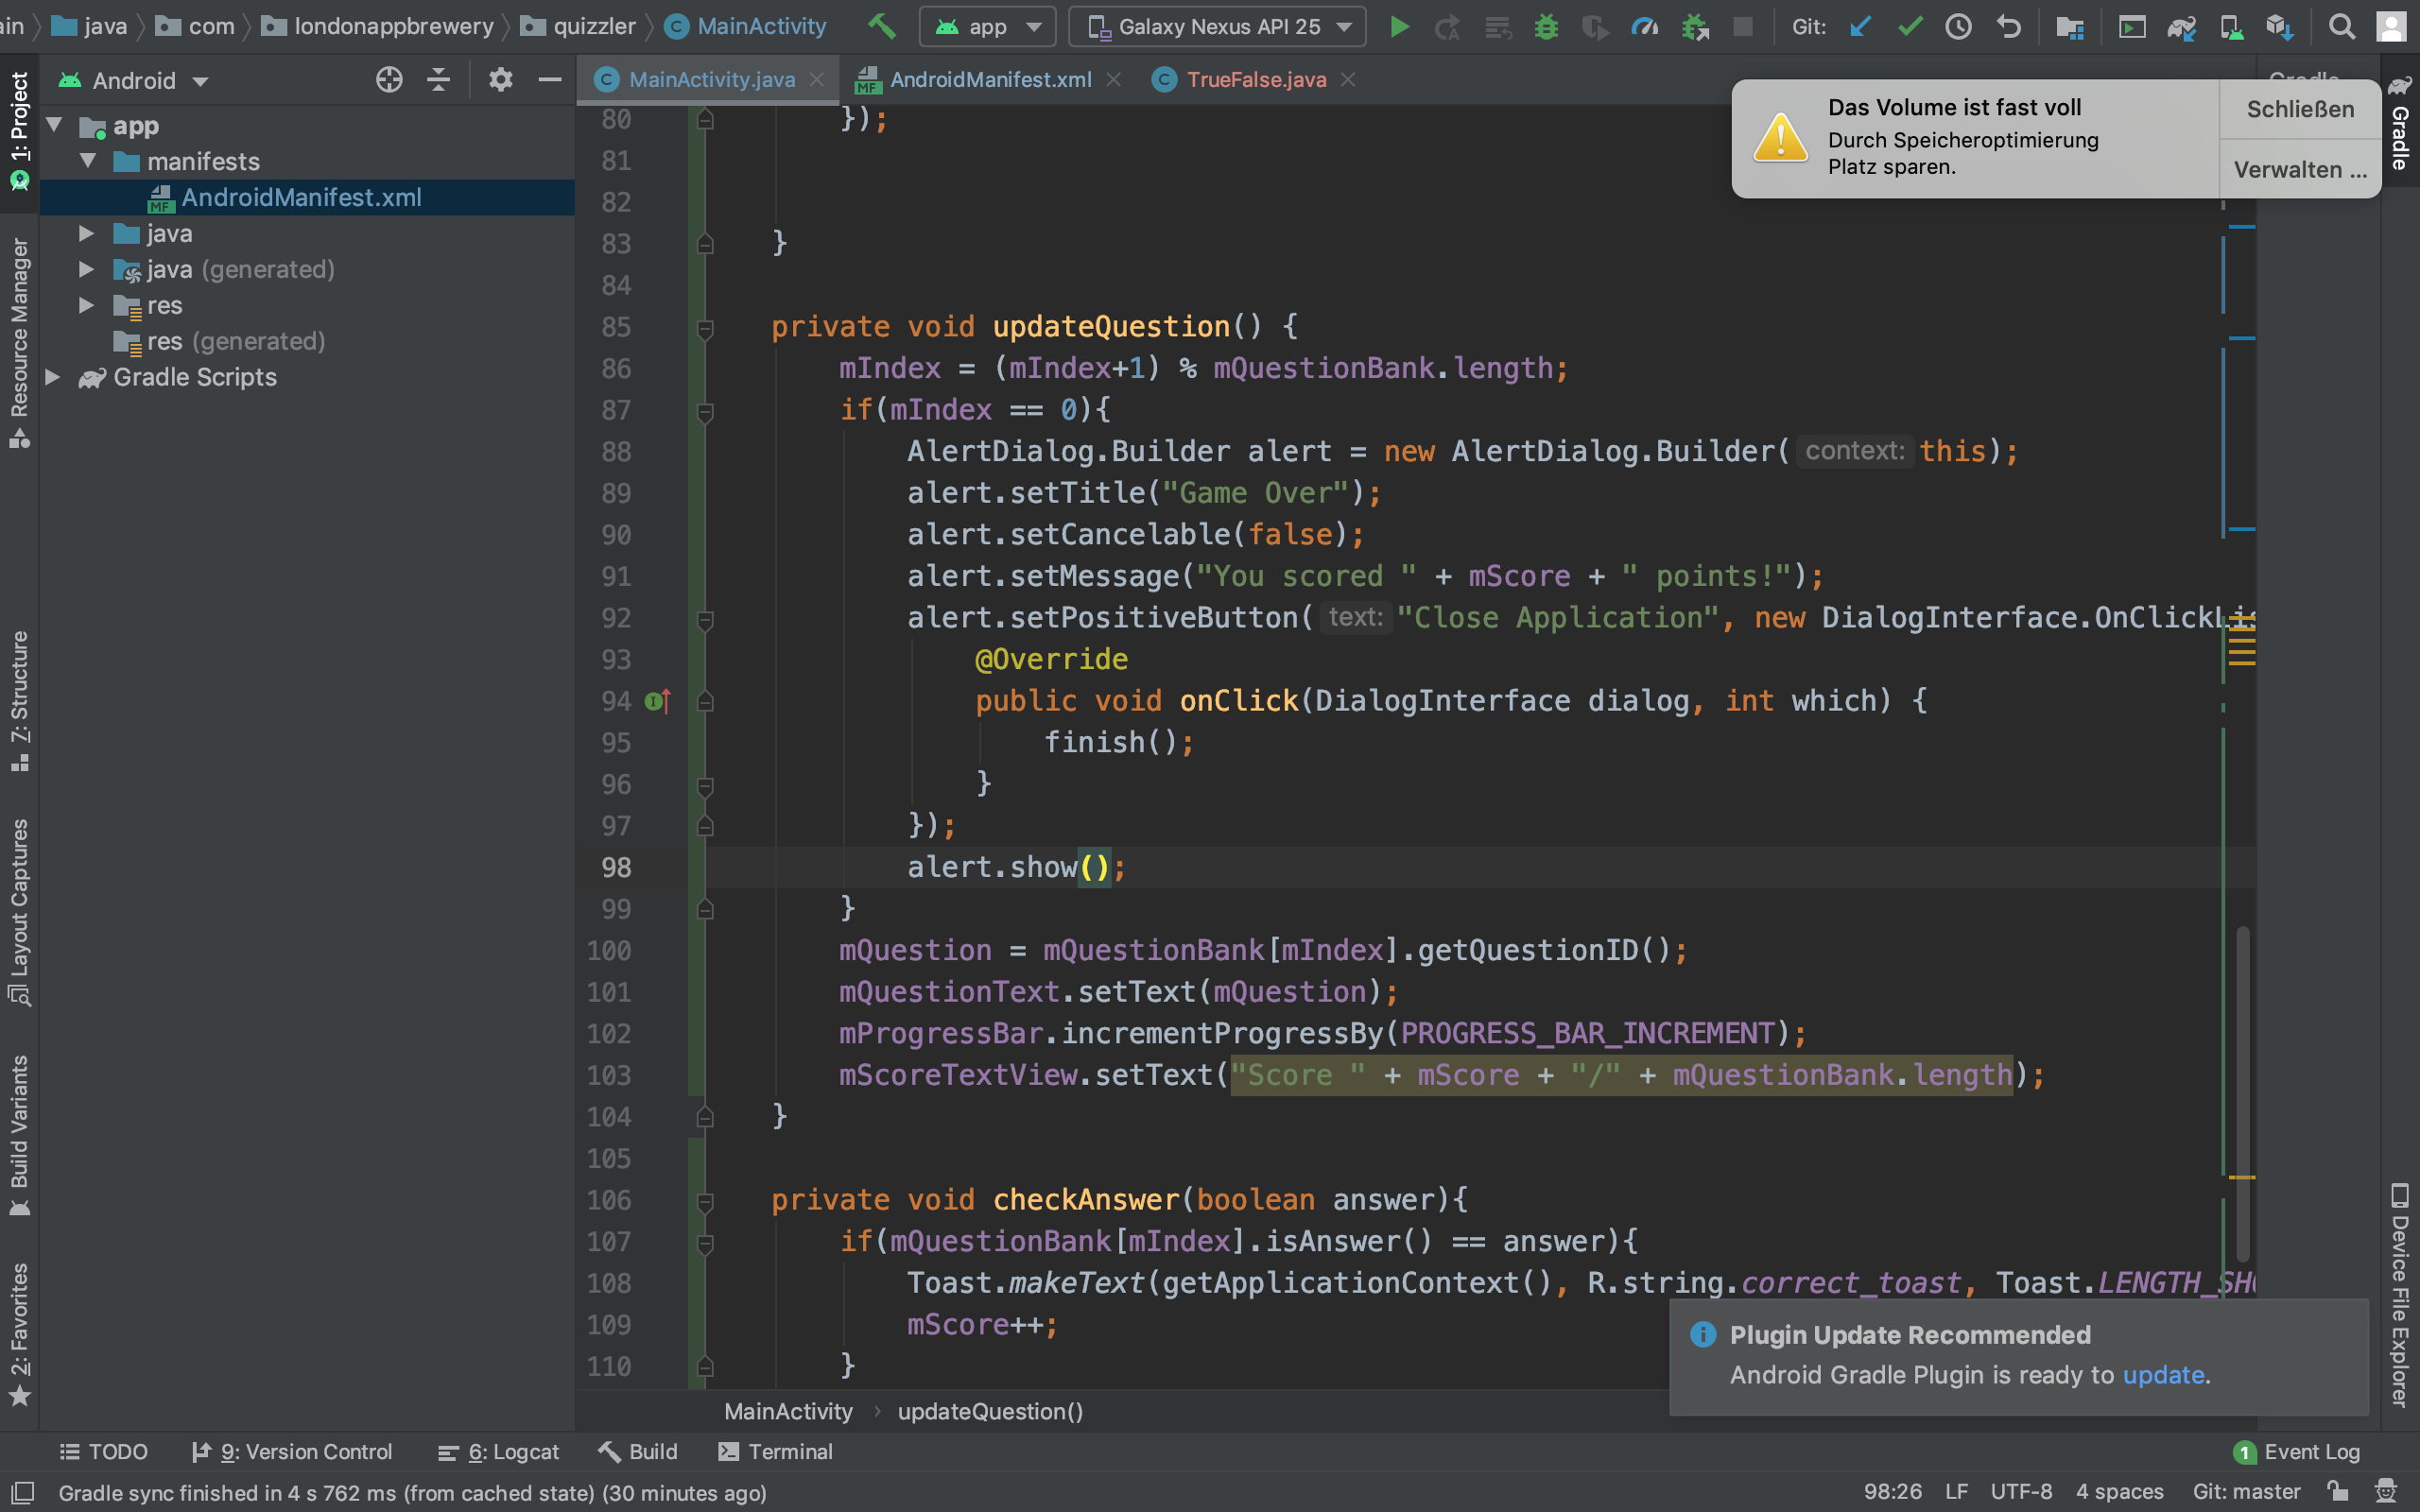 ain java com londonappbrewery quizzler MainActivity app Galaxy Nexus API 25 Git:
Android
MainActivity.java AndroidManifest.xml TrueFalse.java
Das Volume ist fast voll
Durch Speicheroptimierung
Platz sparen.
Schließen
Verwalten ...
1: Project
Resource Manager
7: Structure
Layout Captures
Build Variants
2: Favorites
Gradle
Device File Explorer
app
manifests
AndroidManifest.xml
java
java (generated)
res
res (generated)
Gradle Scripts
80 });
81
82
83 }
84
85 private void updateQuestion() {
86 mIndex = (mIndex+1) % mQuestionBank.length;
87 if(mIndex == 0){
88 AlertDialog.Builder alert = new AlertDialog.Builder( context: this);
89 alert.setTitle("Game Over");
90 alert.setCancelable(false);
91 alert.setMessage("You scored " + mScore + " points!");
92 alert.setPositiveButton( text: "Close Application", new DialogInterface.OnClickLis
93 @Override
94 public void onClick(DialogInterface dialog, int which) {
95 finish();
96 }
97 });
98 alert.show();
99 }
100 mQuestion = mQuestionBank[mIndex].getQuestionID();
101 mQuestionText.setText(mQuestion);
102 mProgressBar.incrementProgressBy(PROGRESS_BAR_INCREMENT);
103 mScoreTextView.setText("Score " + mScore + "/" + mQuestionBank.length);
104 }
105
106 private void checkAnswer(boolean answer){
107 if(mQuestionBank[mIndex].isAnswer() == answer){
108 Toast.makeText(getApplicationContext(), R.string.correct_toast, Toast.LENGTH_SHO
109 mScore++;
110 }
Plugin Update Recommended
Android Gradle Plugin is ready to update.
MainActivity updateQuestion()
TODO 9: Version Control 6: Logcat Build Terminal 1 Event Log
Gradle sync finished in 4 s 762 ms (from cached state) (30 minutes ago) 98:26 LF UTF-8 4 spaces Git: master